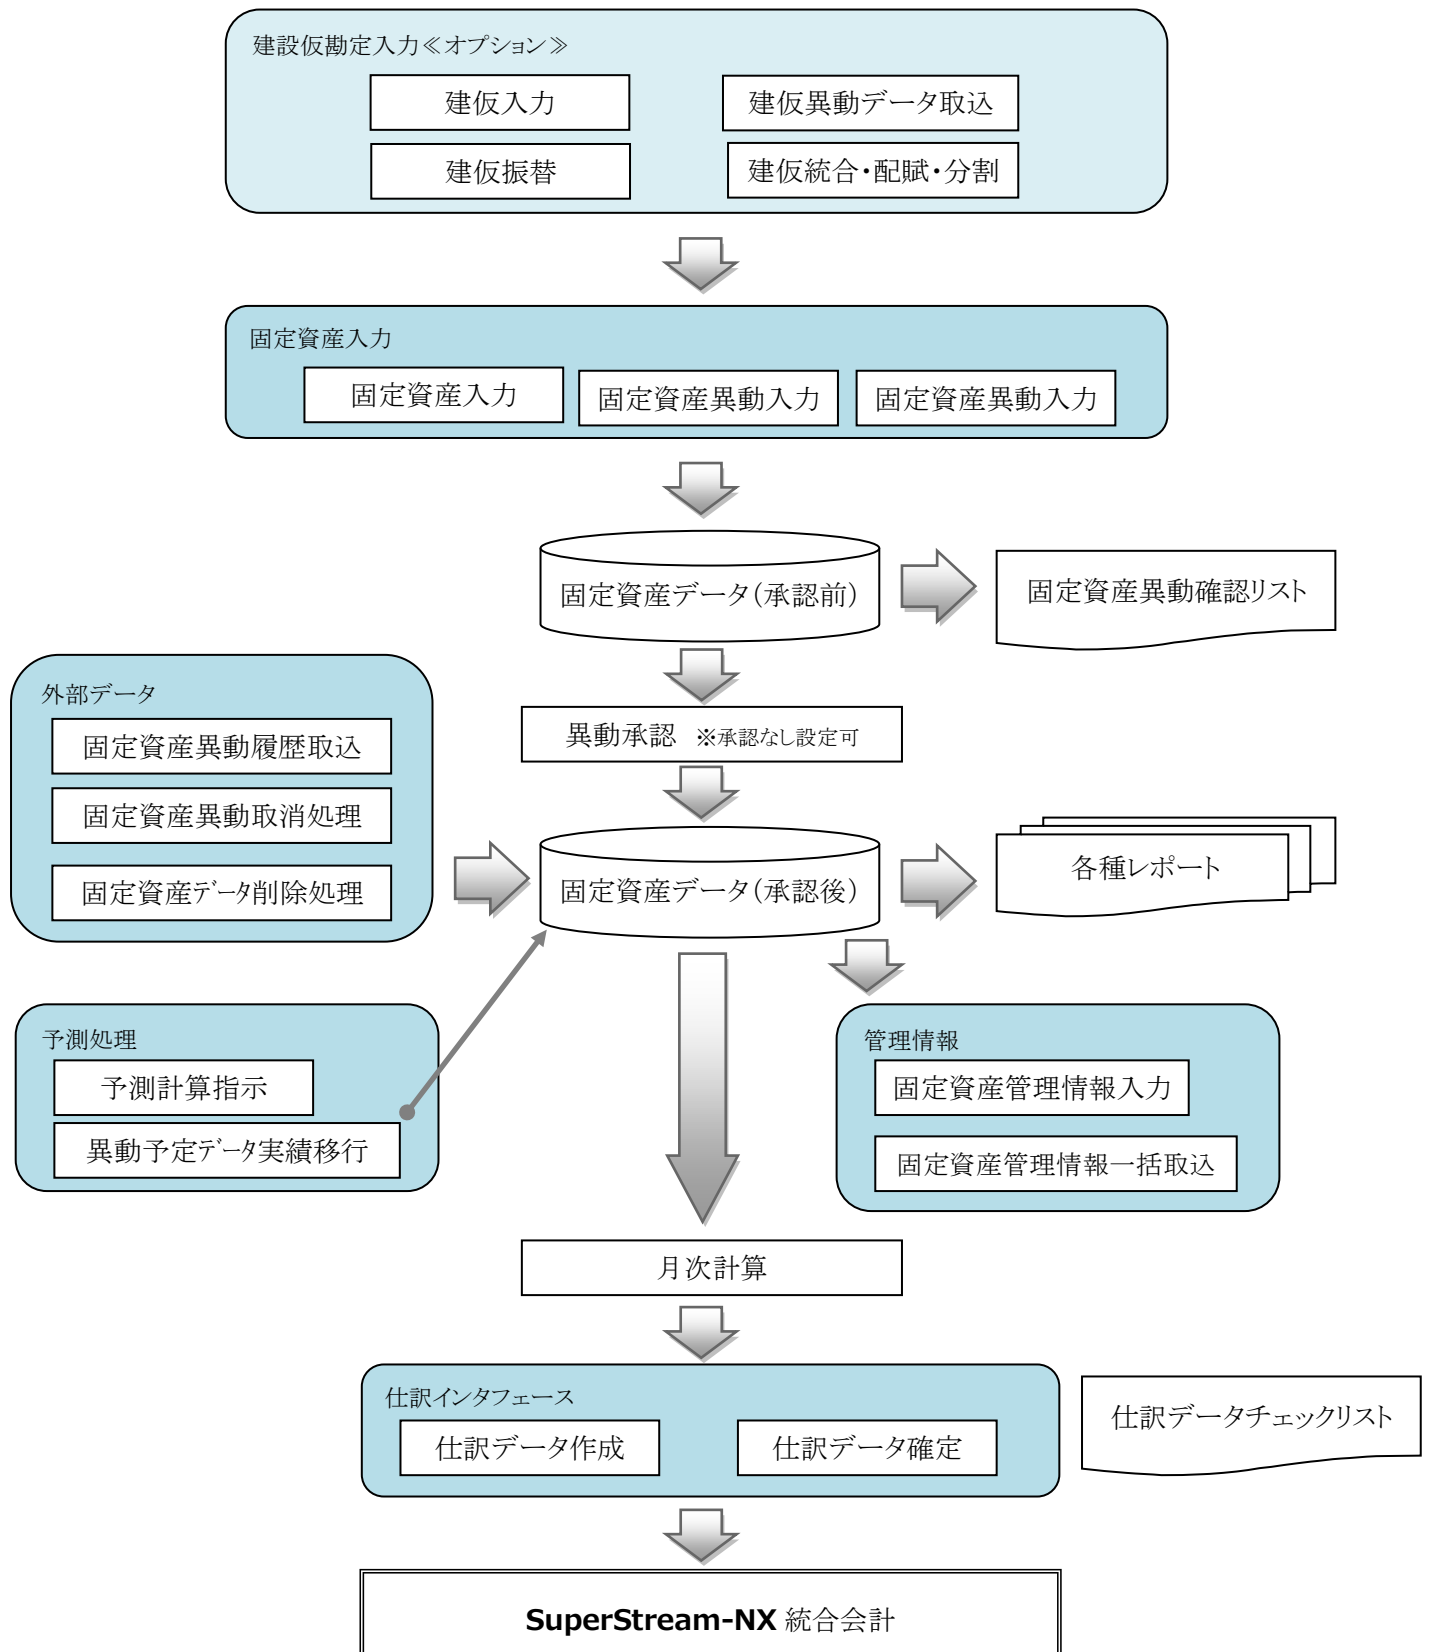 建設仮勘定入力≪オプション≫
建仮入力
建仮異動データ取込
建仮振替
建仮統合・配賦・分割
固定資産入力
固定資産入力
固定資産異動入力
固定資産異動入力
固定資産データ(承認前)
固定資産異動確認リスト
外部データ
固定資産異動履歴取込
固定資産異動取消処理
固定資産データ削除処理
異動承認 ※承認なし設定可
固定資産データ(承認後)
各種レポート
予測処理
予測計算指示
異動予定データ実績移行
管理情報
固定資産管理情報入力
固定資産管理情報一括取込
月次計算
仕訳インタフェース
仕訳データ作成
仕訳データ確定
仕訳データチェックリスト
SuperStream-NX 統合会計